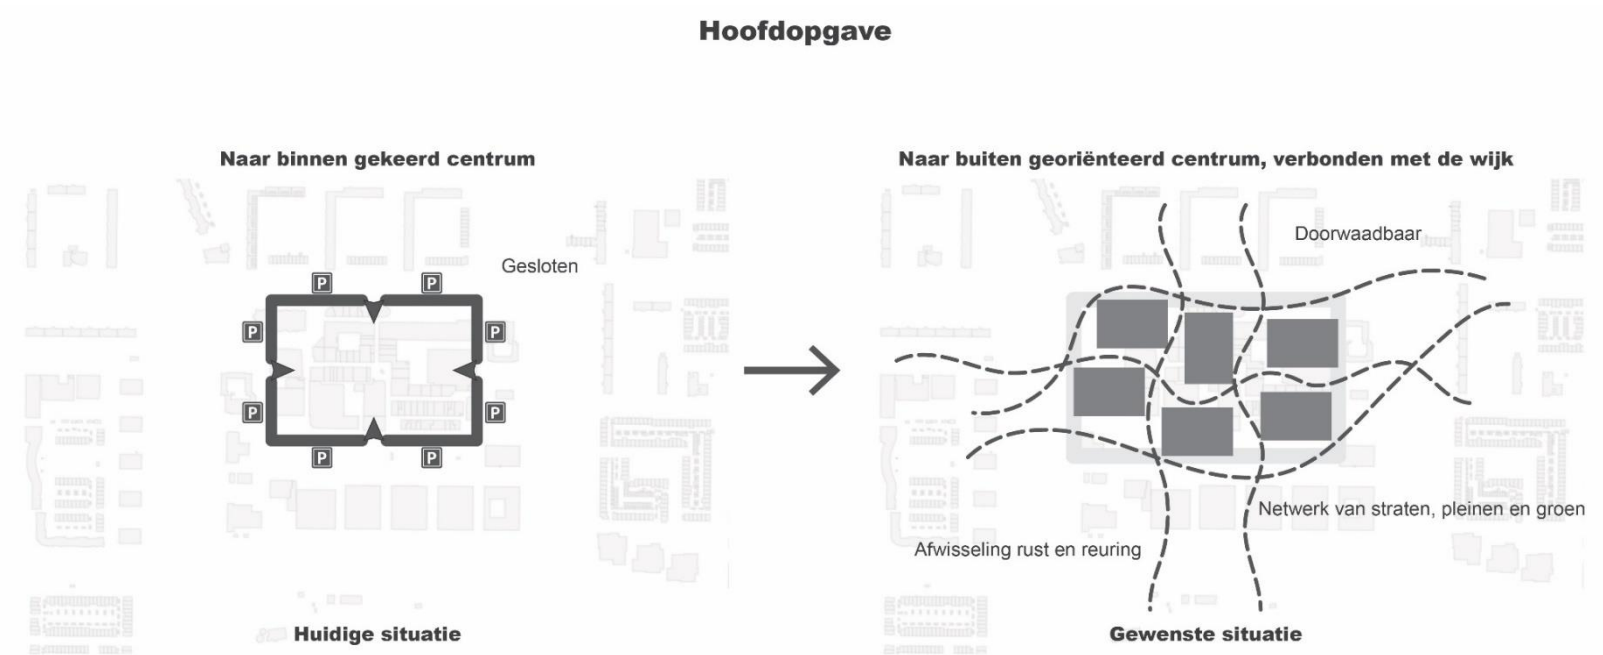 Hoofdopgave
Naar binnen gekeerd centrum
Gesloten
P
P
P
P
P
P
P
P
Huidige situatie
Naar buiten georiënteerd centrum, verbonden met de wijk
Doorwaadbaar
Netwerk van straten, pleinen en groen
Afwisseling rust en reuring
Gewenste situatie